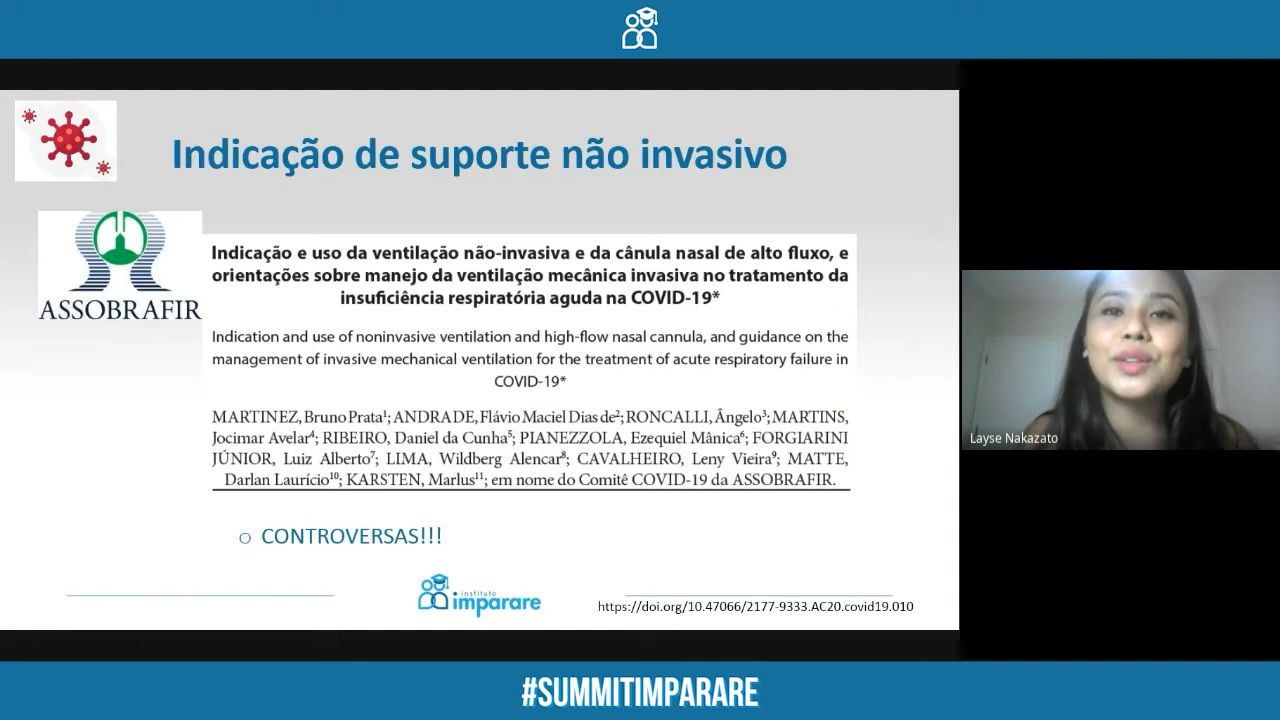 Indicação de suporte não invasivo
ASSOBRAFIR
Indicação e uso da ventilação não-invasiva e da cânula nasal de alto fluxo, e
orientações sobre manejo da ventilação mecânica invasiva no tratamento da
insuficiência respiratória aguda na COVID-19*
Indication and use of noninvasive ventilation and high-flow nasal cannula, and guidance on the
management of invasive mechanical ventilation for the treatment of acute respiratory failure in
COVID-19*
MARTINEZ, Bruno Prata¹; ANDRADE, Flávio Maciel Dias de²; RONCALLI, Ângelo³; MARTINS,
Jocimar Avelar⁴; RIBEIRO, Daniel da Cunha⁵; PIANEZZOLA, Ezequiel Mânica⁶; FORGIARINI
JÚNIOR, Luiz Alberto⁷; LIMA, Wildberg Alencar⁸; CAVALHEIRO, Leny Vieira⁹; MATTE,
Darlan Laurício¹⁰; KARSTEN, Marlus¹¹; em nome do Comitê COVID-19 da ASSOBRAFIR.
○ CONTROVERSAS!!!
instituto
imparare
https://doi.org/10.47066/2177-9333.AC20.covid19.010
Layse Nakazato
#SUMMITIMPARARE